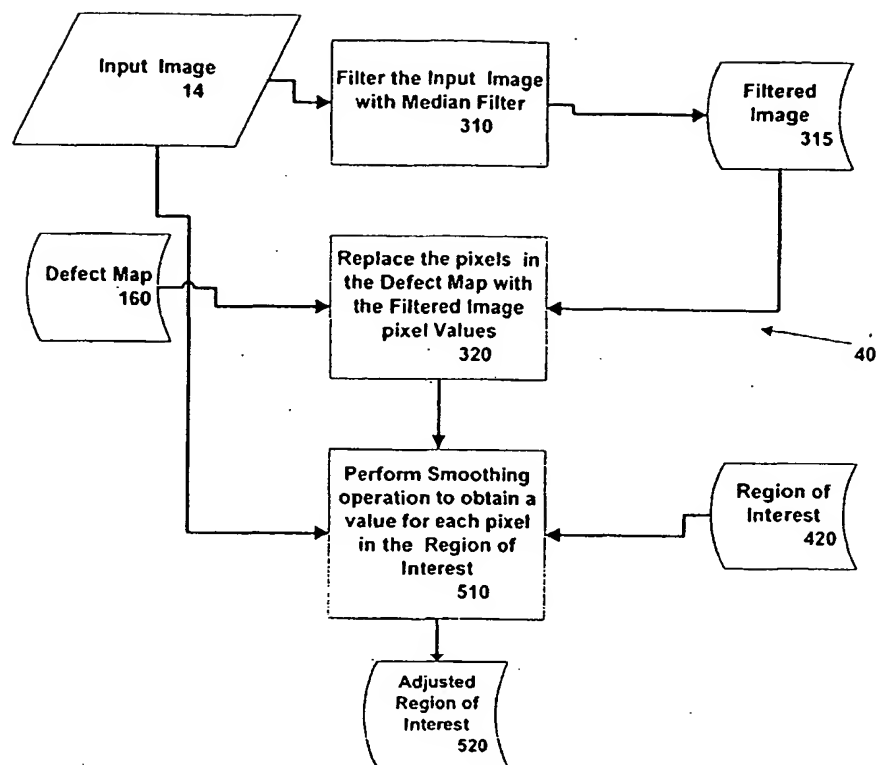 Input Image
14
Filter the Input Image
with Median Filter
310
Filtered
Image
315
Defect Map
160
Replace the pixels in
the Defect Map with
the Filtered Image
pixel Values
320
40
Perform Smoothing
operation to obtain a
value for each pixel
in the Region of
Interest
510
Region of
Interest
420
Adjusted
Region of
Interest
520